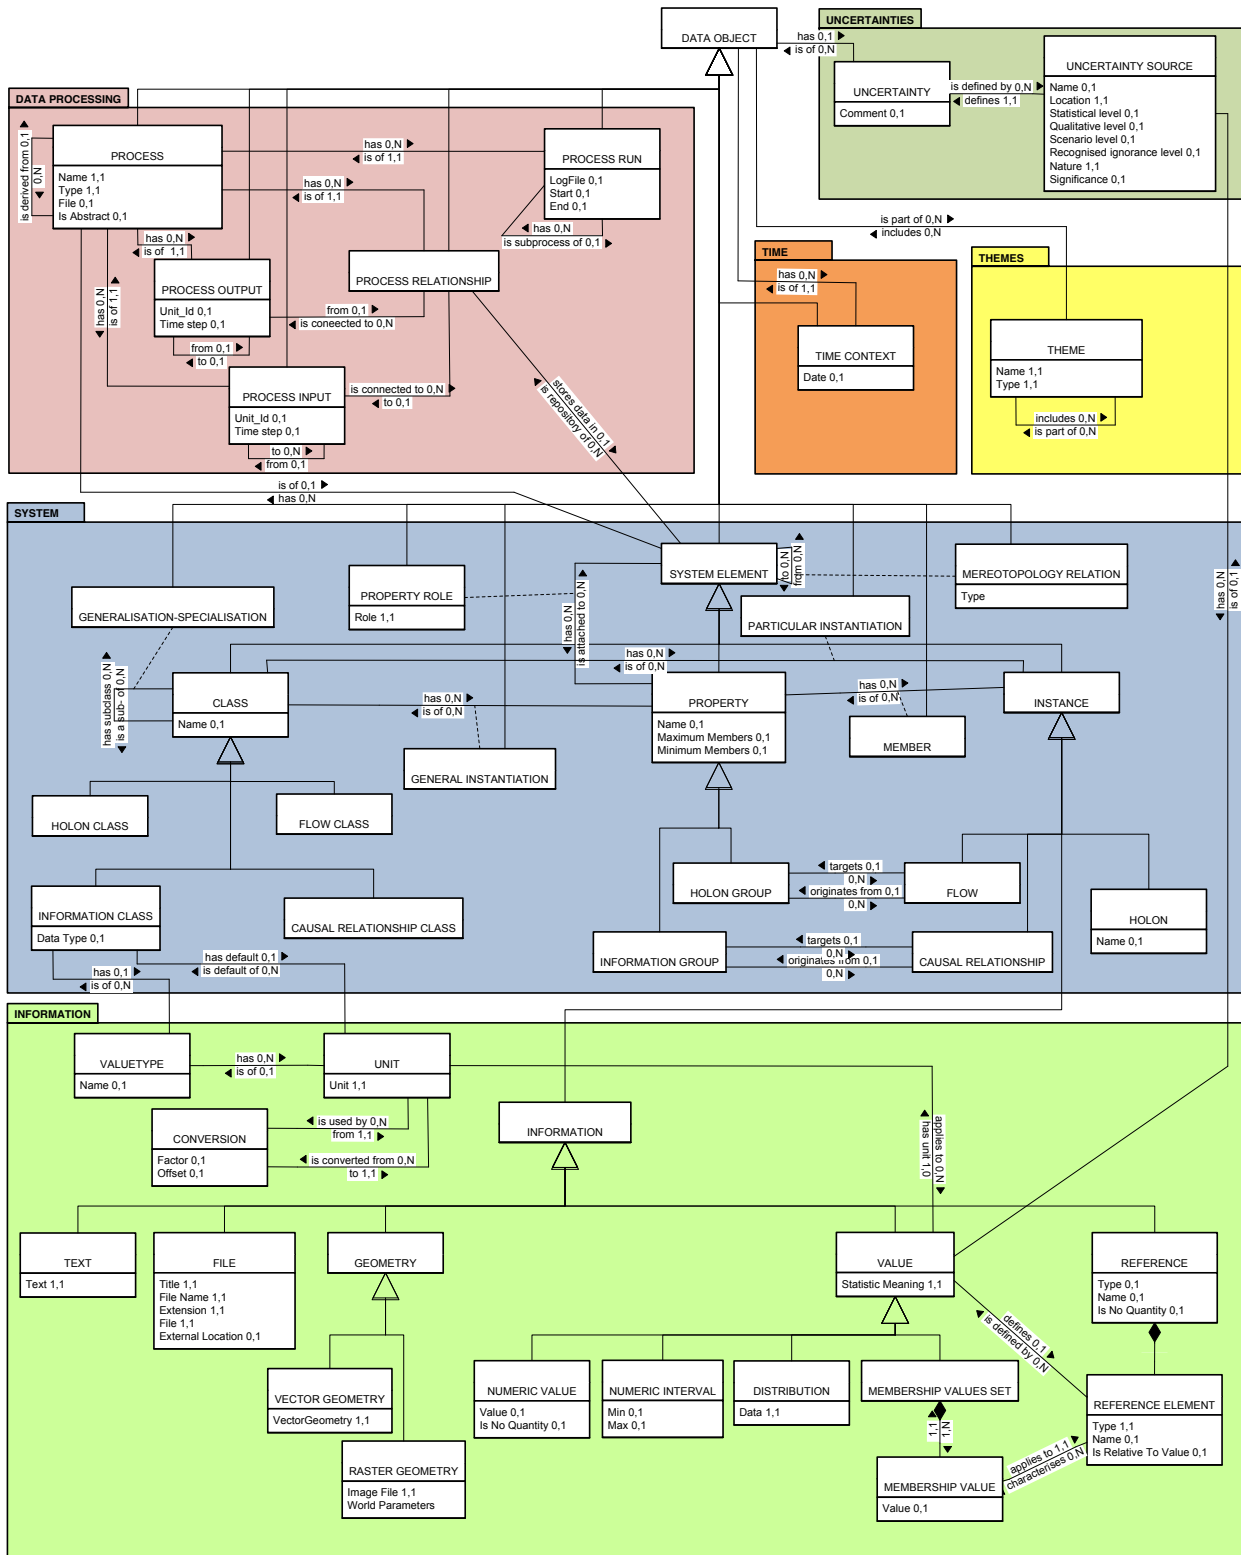 DATA OBJECT
UNCERTAINTIES
has 0,1
is of 0,N
UNCERTAINTY
Comment 0,1
is defined by 0,N
defines 1,1
UNCERTAINTY SOURCE
Name 0,1
Location 1,1
Statistical level 0,1
Qualitative level 0,1
Scenario level 0,1
Recognised ignorance level 0,1
Nature 1,1
Significance 0,1
DATA PROCESSING
is derived from 0,1
0,N
PROCESS
Name 1,1
Type 1,1
File 0,1
Is Abstract 0,1
has 0,N
is of 1,1
PROCESS RUN
LogFile 0,1
Start 0,1
End 0,1
has 0,N
is of 1,1
has 0,N
is subprocess of 0,1
has 0,N
is of 1,1
PROCESS OUTPUT
Unit_Id 0,1
Time step 0,1
PROCESS RELATIONSHIP
has 0,N
is of 1,1
from 0,1
is coneected to 0,N
from 0,1
to 0,1
PROCESS INPUT
Unit_Id 0,1
Time step 0,1
is connected to 0,N
to 0,1
to 0,N
from 0,1
stores data in 0,1
is repository of 0,N
is of 0,1
has 0,N
is part of 0,N
includes 0,N
TIME
has 0,N
is of 1,1
TIME CONTEXT
Date 0,1
THEMES
THEME
Name 1,1
Type 1,1
includes 0,N
is part of 0,N
SYSTEM
SYSTEM ELEMENT
to 0,N
from 0,N
MEREOTOPOLOGY RELATION
Type
has 0,N
is of 0,1
GENERALISATION-SPECIALISATION
PROPERTY ROLE
Role 1,1
has 0,N
is attached to 0,N
PARTICULAR INSTANTIATION
has 0,N
is of 0,N
has subclass 0,N
is a sub- of 0,N
CLASS
Name 0,1
has 0,N
is of 0,N
PROPERTY
Name 0,1
Maximum Members 0,1
Minimum Members 0,1
has 0,N
is of 0,N
INSTANCE
MEMBER
GENERAL INSTANTIATION
HOLON CLASS
FLOW CLASS
HOLON GROUP
targets 0,1
0,N
originates from 0,1
0,N
FLOW
INFORMATION CLASS
Data Type 0,1
CAUSAL RELATIONSHIP CLASS
HOLON
Name 0,1
INFORMATION GROUP
targets 0,1
0,N
originates from 0,1
0,N
CAUSAL RELATIONSHIP
has default 0,1
is default of 0,N
has 0,1
is of 0,N
INFORMATION
VALUETYPE
Name 0,1
has 0,N
is of 0,1
UNIT
Unit 1,1
CONVERSION
Factor 0,1
Offset 0,1
is used by 0,N
from 1,1
is converted from 0,N
to 1,1
INFORMATION
applies to 0,N
has unit 1,0
TEXT
Text 1,1
FILE
Title 1,1
File Name 1,1
Extension 1,1
File 1,1
External Location 0,1
GEOMETRY
VALUE
Statistic Meaning 1,1
REFERENCE
Type 0,1
Name 0,1
Is No Quantity 0,1
defines 0,1
is defined by 0,N
VECTOR GEOMETRY
VectorGeometry 1,1
NUMERIC VALUE
Value 0,1
Is No Quantity 0,1
NUMERIC INTERVAL
Min 0,1
Max 0,1
DISTRIBUTION
Data 1,1
MEMBERSHIP VALUES SET
1,1
1,N
REFERENCE ELEMENT
Type 1,1
Name 0,1
Is Relative To Value 0,1
RASTER GEOMETRY
Image File 1,1
World Parameters
MEMBERSHIP VALUE
Value 0,1
applies to 1,1
characterises 0,N